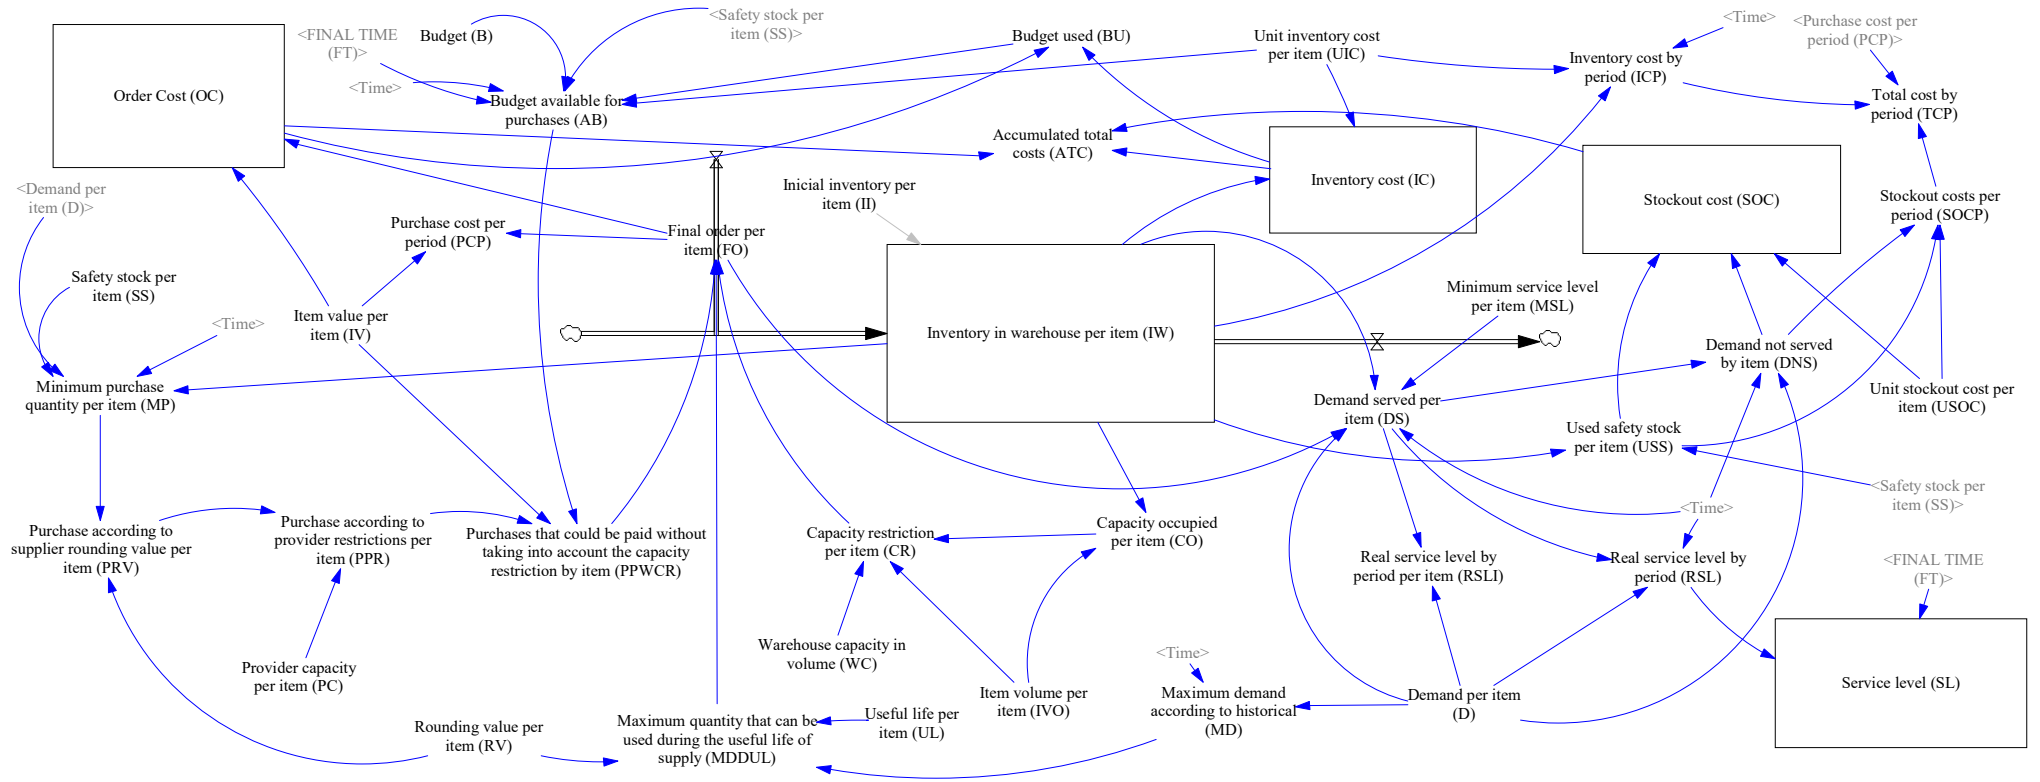 <FINAL TIME
(FT)>
Budget (B)
<Safety stock per
item (SS)>
Budget used (BU)
Unit inventory cost
per item (UIC)
<Time>
<Purchase cost per
period (PCP)>
Order Cost (OC)
<Time>
Budget available for
purchases (AB)
Inventory cost by
period (ICP)
Total cost by
period (TCP)
Accumulated total
costs (ATC)
<Demand per
item (D)>
Purchase cost per
period (PCP)
Final order per
item (FO)
Inicial inventory per
item (II)
Inventory cost (IC)
Stockout cost (SOC)
Stockout costs per
period (SOCP)
Safety stock per
item (SS)
<Time>
Item value per
item (IV)
Inventory in warehouse per item (IW)
Minimum service level
per item (MSL)
Demand not served
by item (DNS)
Minimum purchase
quantity per item (MP)
Demand served per
item (DS)
Unit stockout cost per
item (USOC)
Used safety stock
per item (USS)
<Safety stock per
item (SS)>
<Time>
Purchase according to
supplier rounding value per
item (PRV)
Purchase according to
provider restrictions per
item (PPR)
Purchases that could be paid without
taking into account the capacity
restriction by item (PPWCR)
Capacity restriction
per item (CR)
Capacity occupied
per item (CO)
Real service level by
period per item (RSLI)
Real service level by
period (RSL)
<FINAL TIME
(FT)>
Provider capacity
per item (PC)
Warehouse capacity in
volume (WC)
<Time>
Item volume per
item (IVO)
Maximum demand
according to historical
(MD)
Demand per item
(D)
Service level (SL)
Rounding value per
item (RV)
Maximum quantity that can be
used during the useful life of
supply (MDDUL)
Useful life per
item (UL)